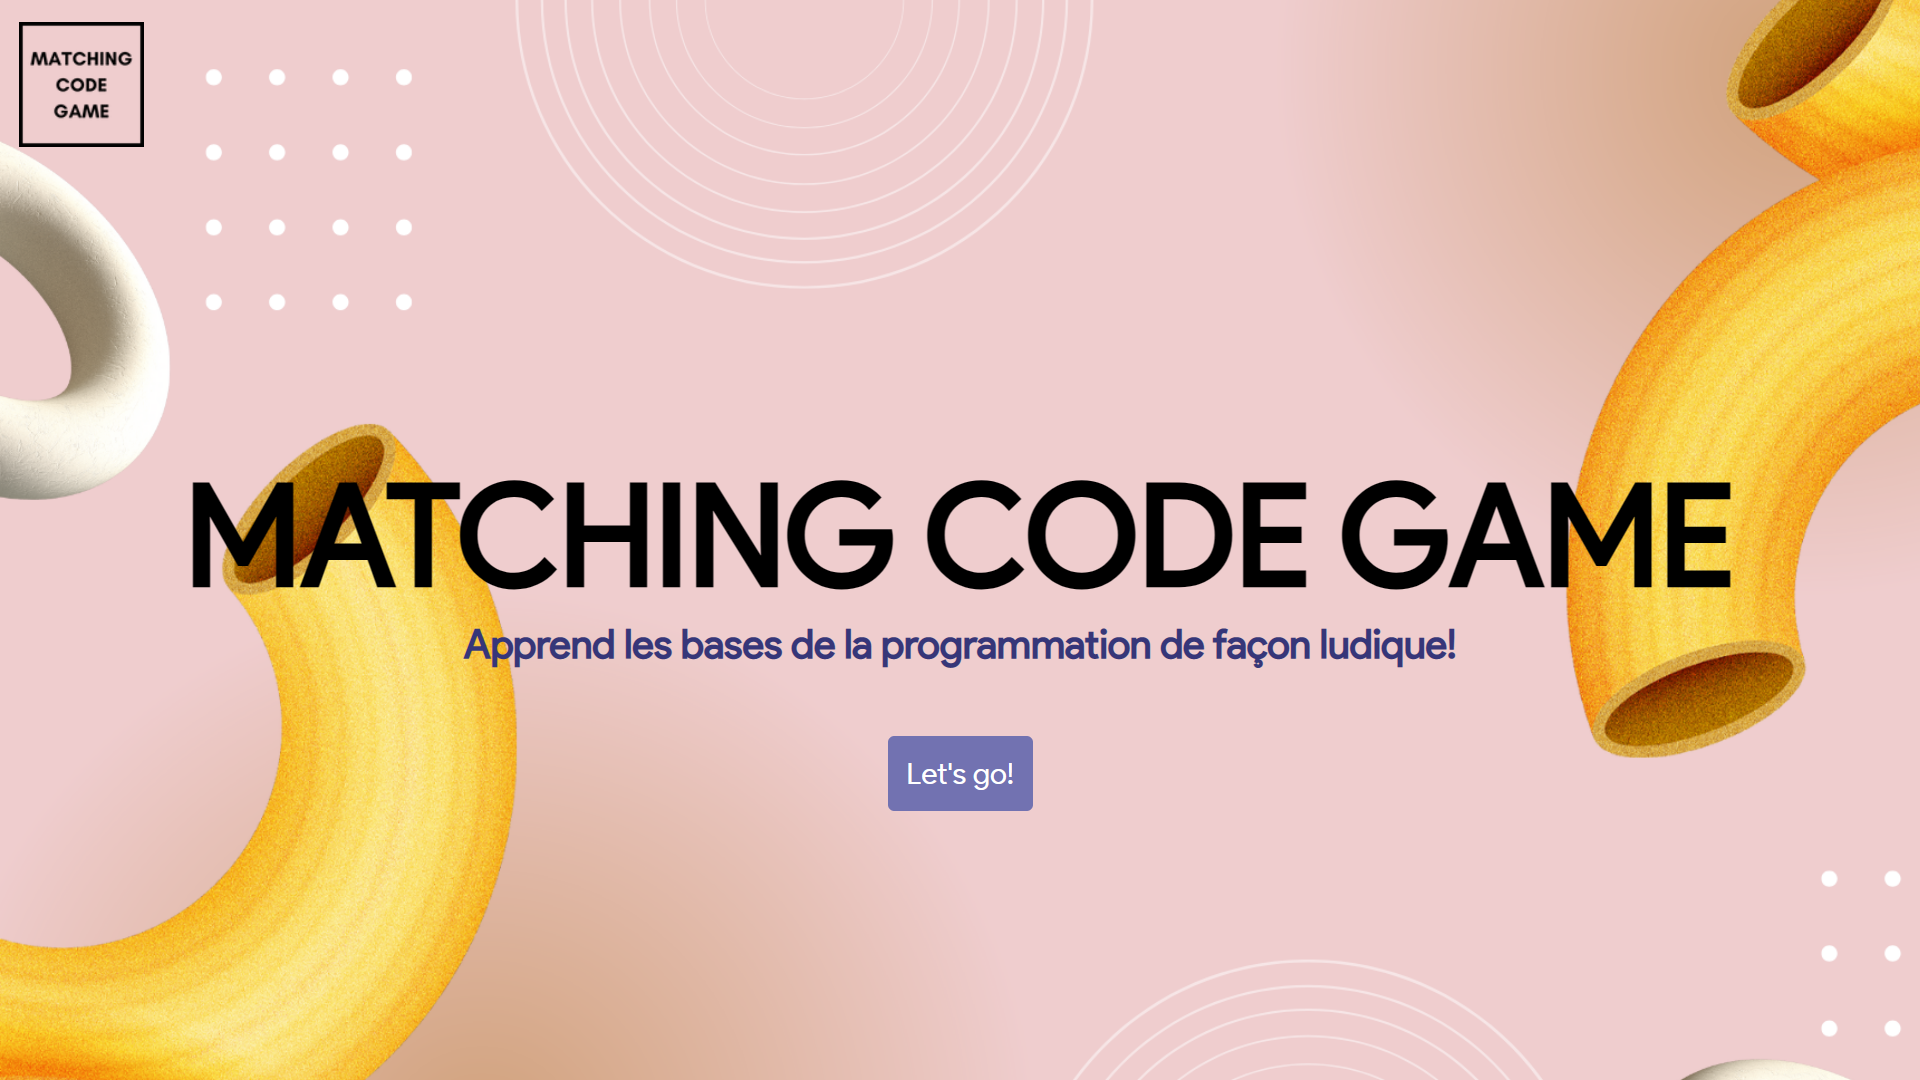 MATCHING
CODE
GAME
MATCHING CODE GAME
Apprend les bases de la programmation de façon ludique!
Let's go!